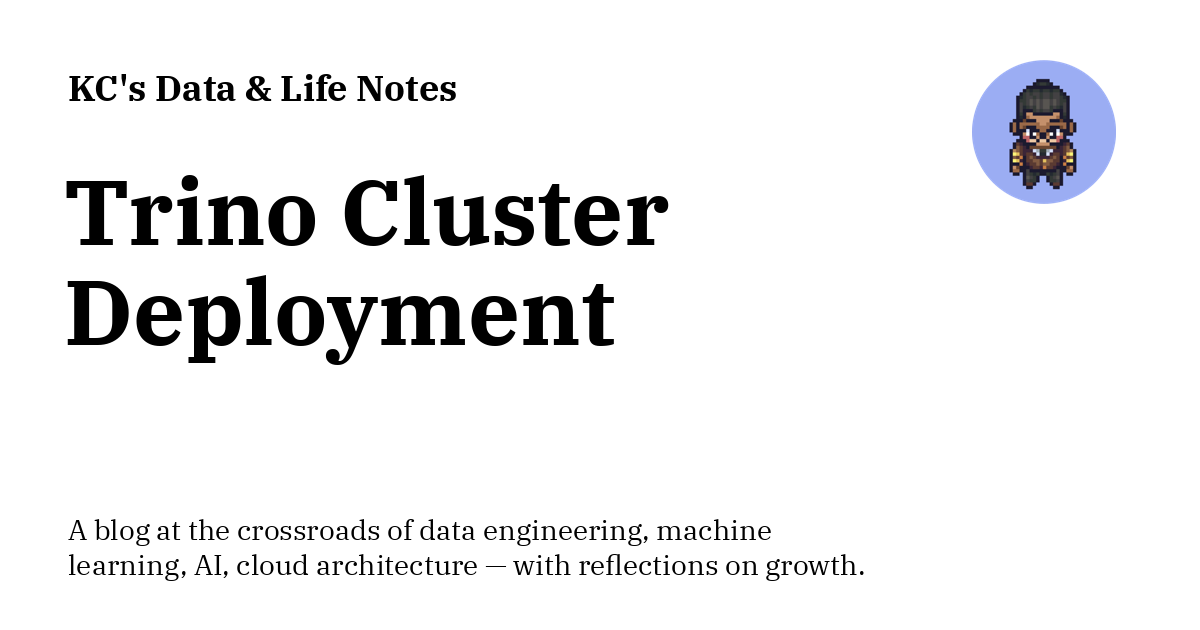 KC's Data & Life Notes
Trino Cluster
Deployment
A blog at the crossroads of data engineering, machine
learning, AI, cloud architecture — with reflections on growth.